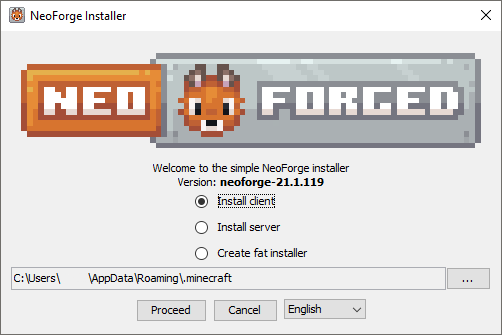 NeoForge Installer
NEO FORGED
Welcome to the simple NeoForge installer
Version: neoforge-21.1.119
Install client
Install server
Create fat installer
C:\Users\ \AppData\Roaming\.minecraft
...
Proceed Cancel English